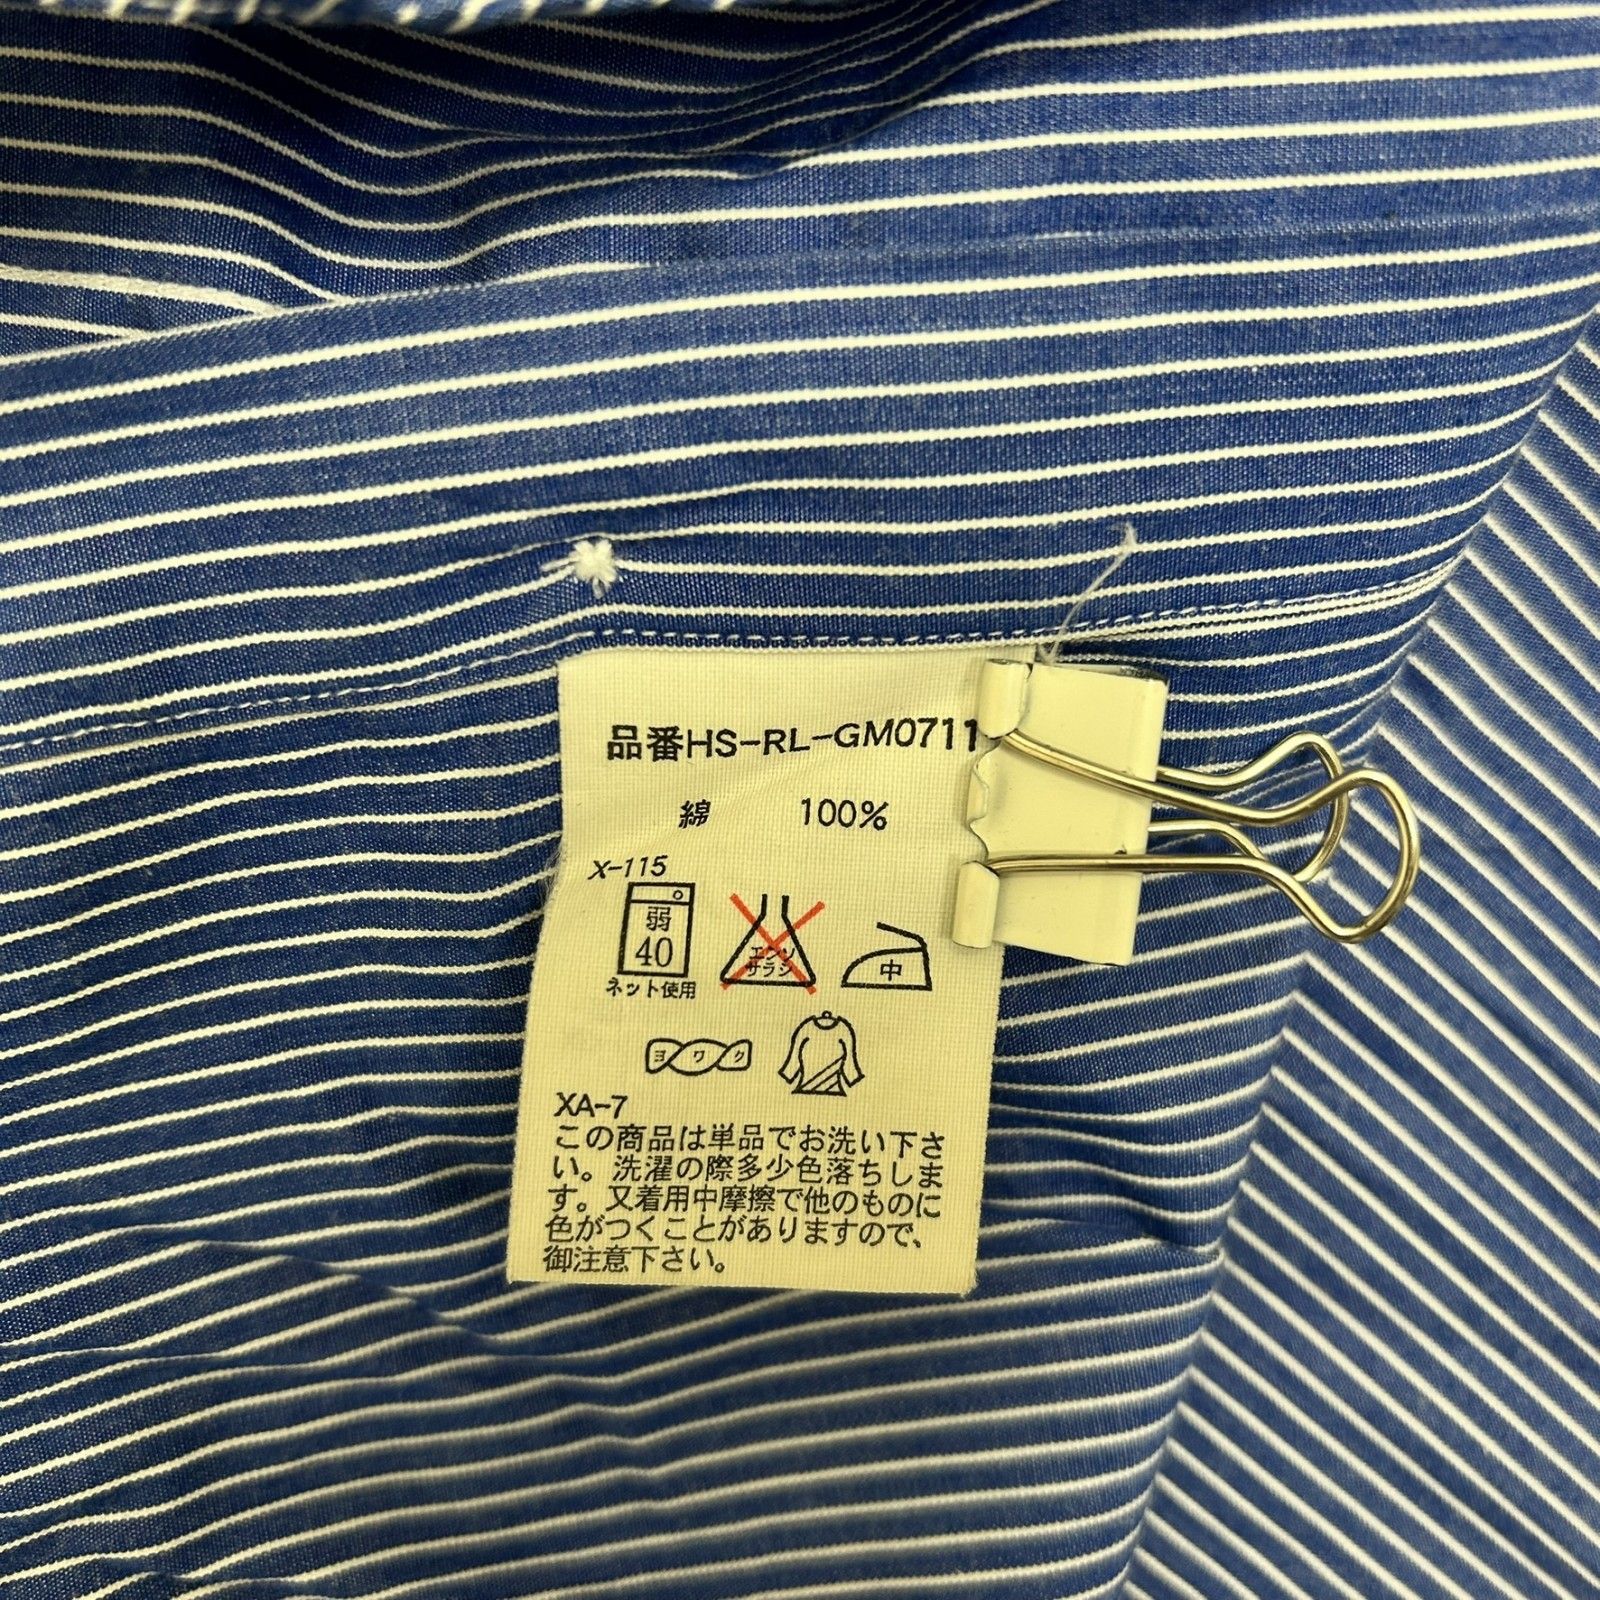 品番HS-RL-GM0711
綿 100%
X-115
弱
40
ネット使用
エンソ
サラシ
中
ヨワク
XA-7
この商品は単品でお洗い下さ
い。洗濯の際多少色落ちしま
す。又着用中摩擦で他のものに
色がつくことがありますので、
御注意下さい。